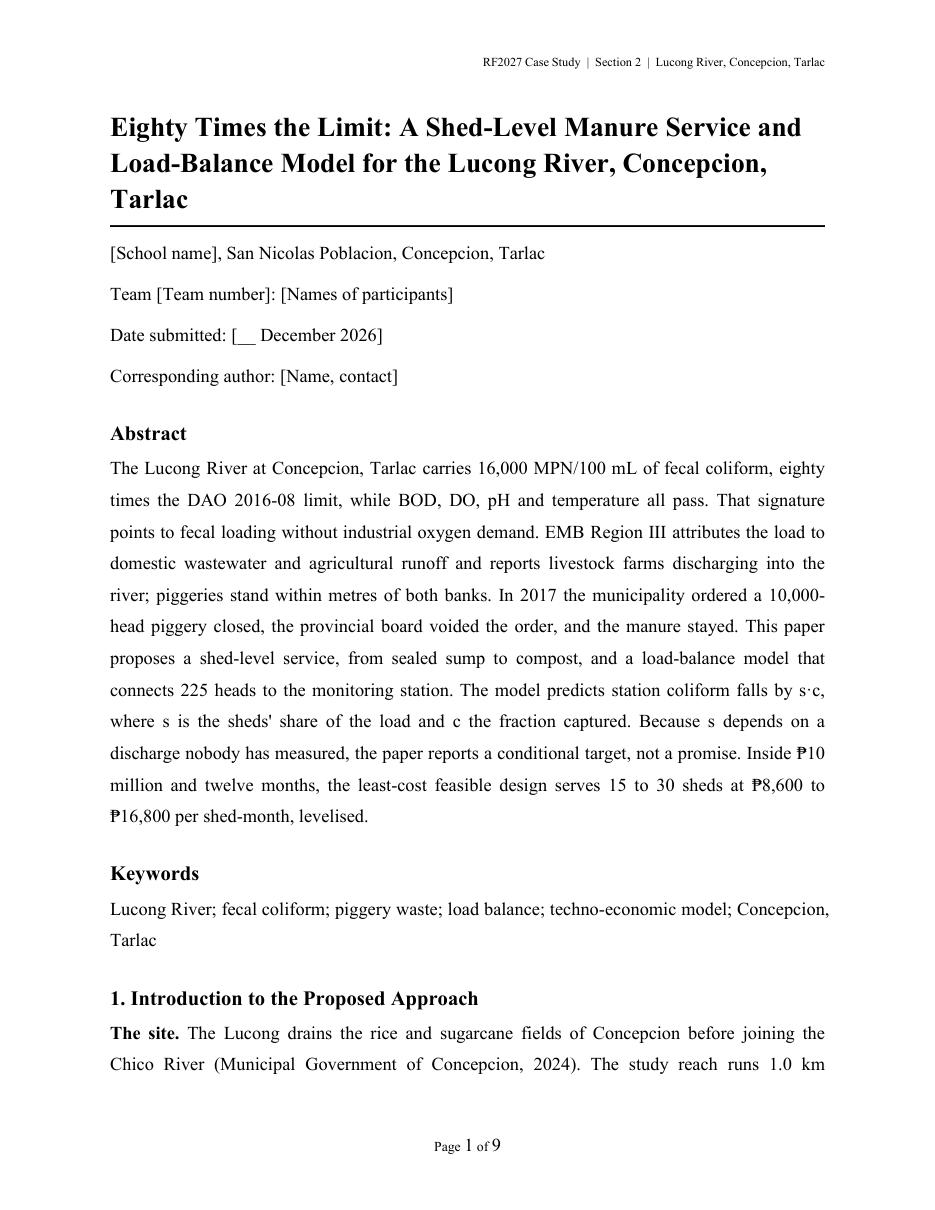 RF2027 Case Study | Section 2 | Lucong River, Concepcion, Tarlac
Eighty Times the Limit: A Shed-Level Manure Service and
Load-Balance Model for the Lucong River, Concepcion,
Tarlac
[School name], San Nicolas Poblacion, Concepcion, Tarlac
Team [Team number]: [Names of participants]
Date submitted: [__ December 2026]
Corresponding author: [Name, contact]
Abstract
The Lucong River at Concepcion, Tarlac carries 16,000 MPN/100 mL of fecal coliform, eighty
times the DAO 2016-08 limit, while BOD, DO, pH and temperature all pass. That signature
points to fecal loading without industrial oxygen demand. EMB Region III attributes the load to
domestic wastewater and agricultural runoff and reports livestock farms discharging into the
river; piggeries stand within metres of both banks. In 2017 the municipality ordered a 10,000-
head piggery closed, the provincial board voided the order, and the manure stayed. This paper
proposes a shed-level service, from sealed sump to compost, and a load-balance model that
connects 225 heads to the monitoring station. The model predicts station coliform falls by s·c,
where s is the sheds' share of the load and c the fraction captured. Because s depends on a
discharge nobody has measured, the paper reports a conditional target, not a promise. Inside ₱10
million and twelve months, the least-cost feasible design serves 15 to 30 sheds at ₱8,600 to
₱16,800 per shed-month, levelised.
Keywords
Lucong River; fecal coliform; piggery waste; load balance; techno-economic model; Concepcion,
Tarlac
1. Introduction to the Proposed Approach
The site. The Lucong drains the rice and sugarcane fields of Concepcion before joining the
Chico River (Municipal Government of Concepcion, 2024). The study reach runs 1.0 km
Page 1 of 9